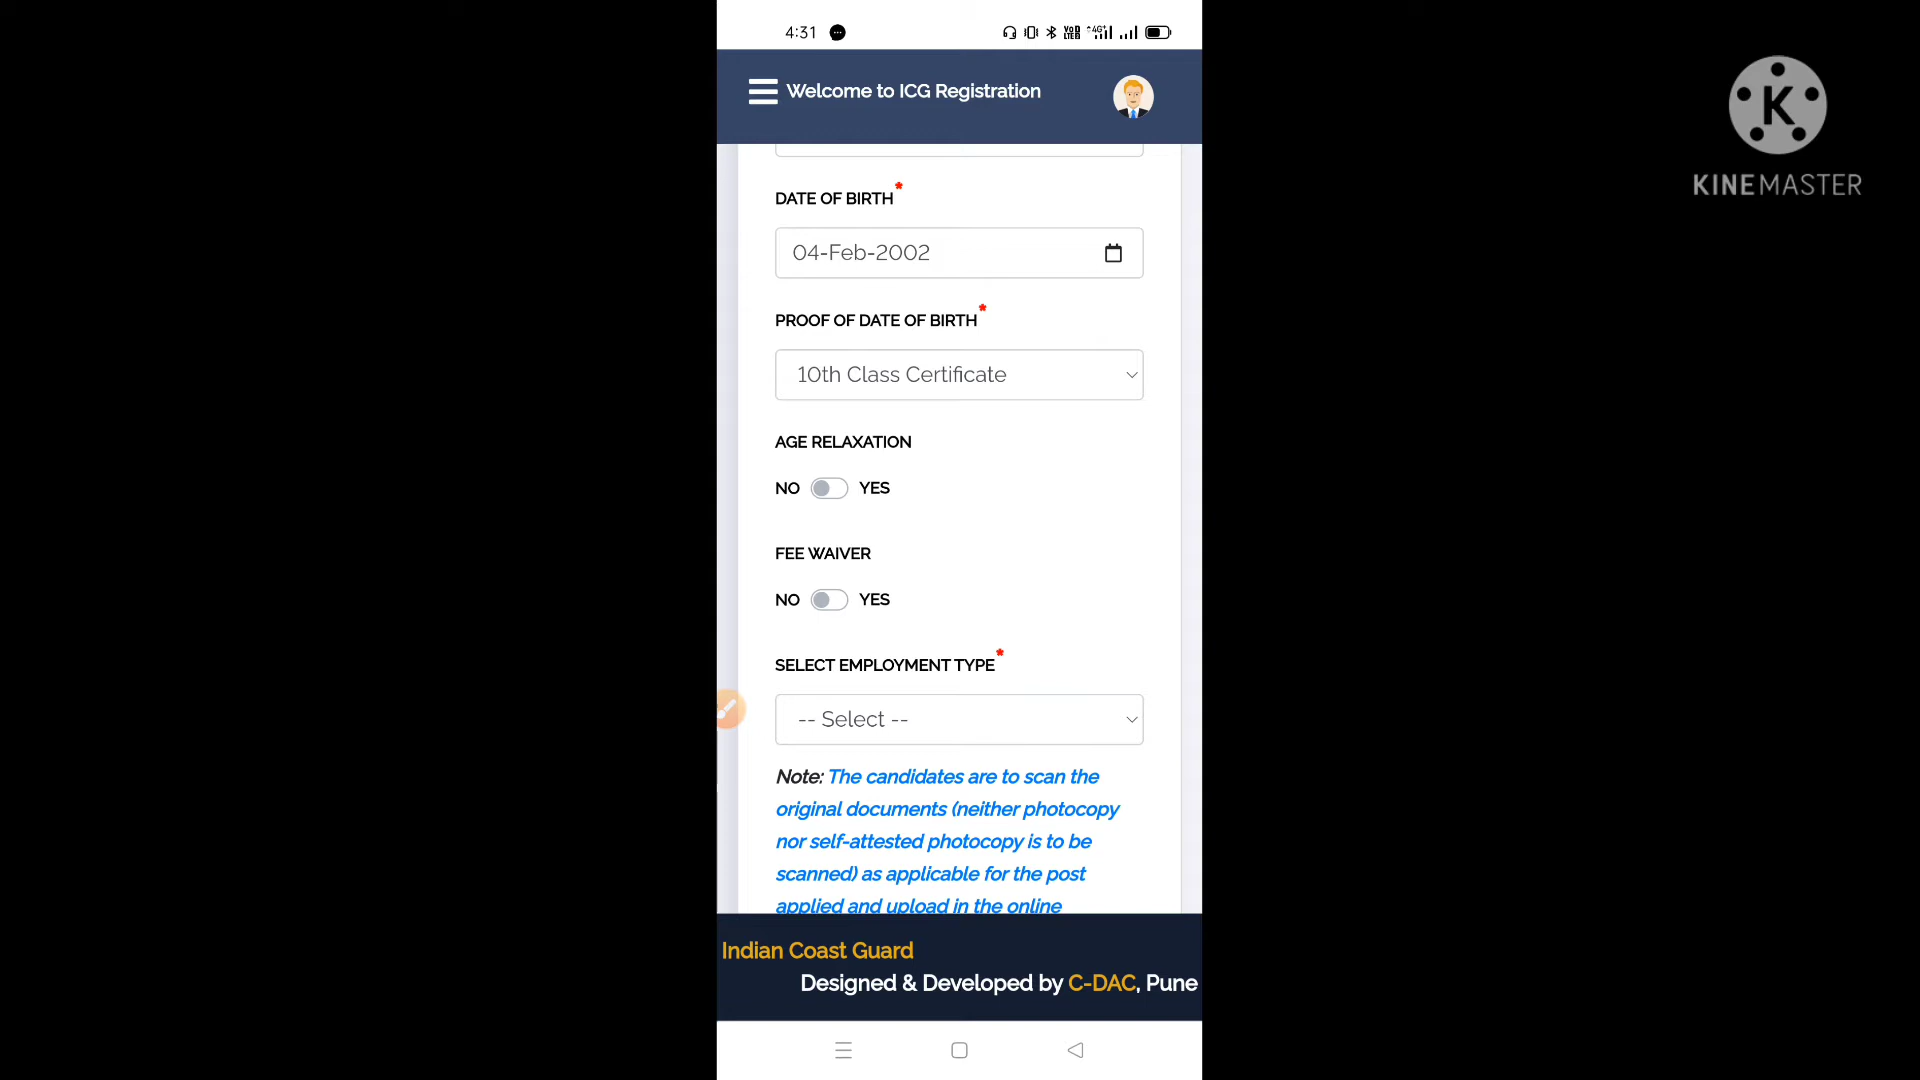 4:31
VoD LTE 4G+
Welcome to ICG Registration
K
KINEMASTER
DATE OF BIRTH*
04-Feb-2002
PROOF OF DATE OF BIRTH*
10th Class Certificate
AGE RELAXATION
NO YES
FEE WAIVER
NO YES
SELECT EMPLOYMENT TYPE*
-- Select --
Note: The candidates are to scan the
original documents (neither photocopy
nor self-attested photocopy is to be
scanned) as applicable for the post
applied and upload in the online
Indian Coast Guard
Designed & Developed by C-DAC, Pune